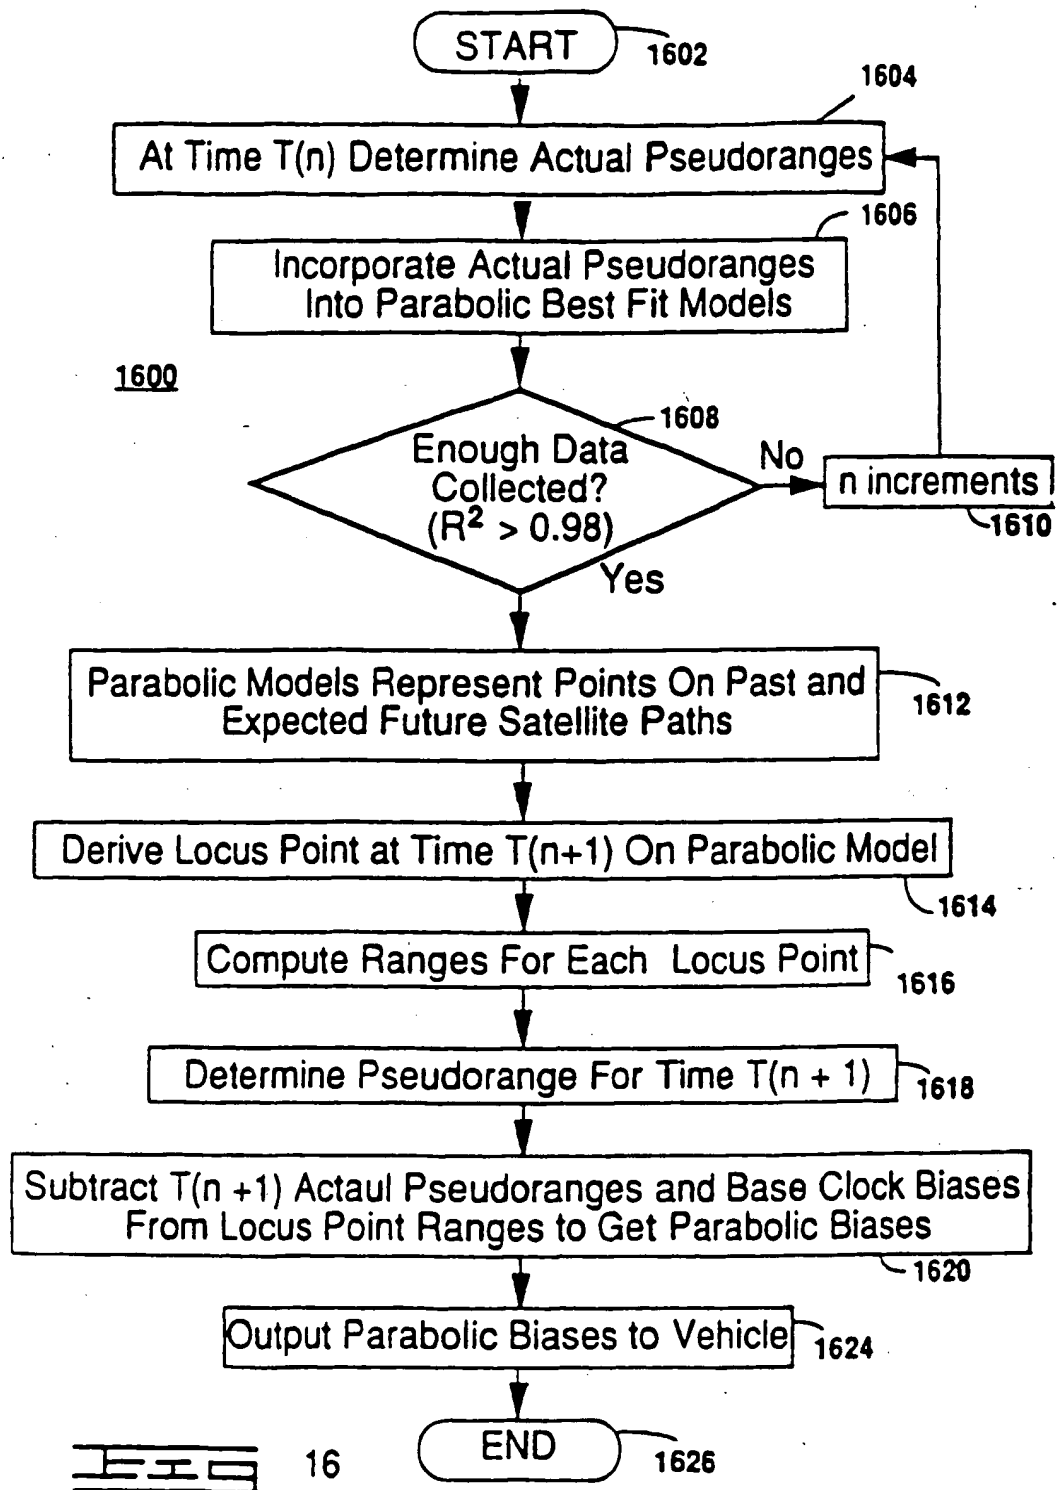 START
1602
1604
At Time T(n) Determine Actual Pseudoranges
1606
Incorporate Actual Pseudoranges
Into Parabolic Best Fit Models
1600
1608
Enough Data
Collected?
(R² > 0.98)
No
n increments
1610
Yes
Parabolic Models Represent Points On Past and
Expected Future Satellite Paths
1612
Derive Locus Point at Time T(n+1) On Parabolic Model
1614
Compute Ranges For Each Locus Point
1616
Determine Pseudorange For Time T(n + 1)
1618
Subtract T(n +1) Actaul Pseudoranges and Base Clock Biases
From Locus Point Ranges to Get Parabolic Biases
1620
Output Parabolic Biases to Vehicle
1624
END
1626
FIG 16